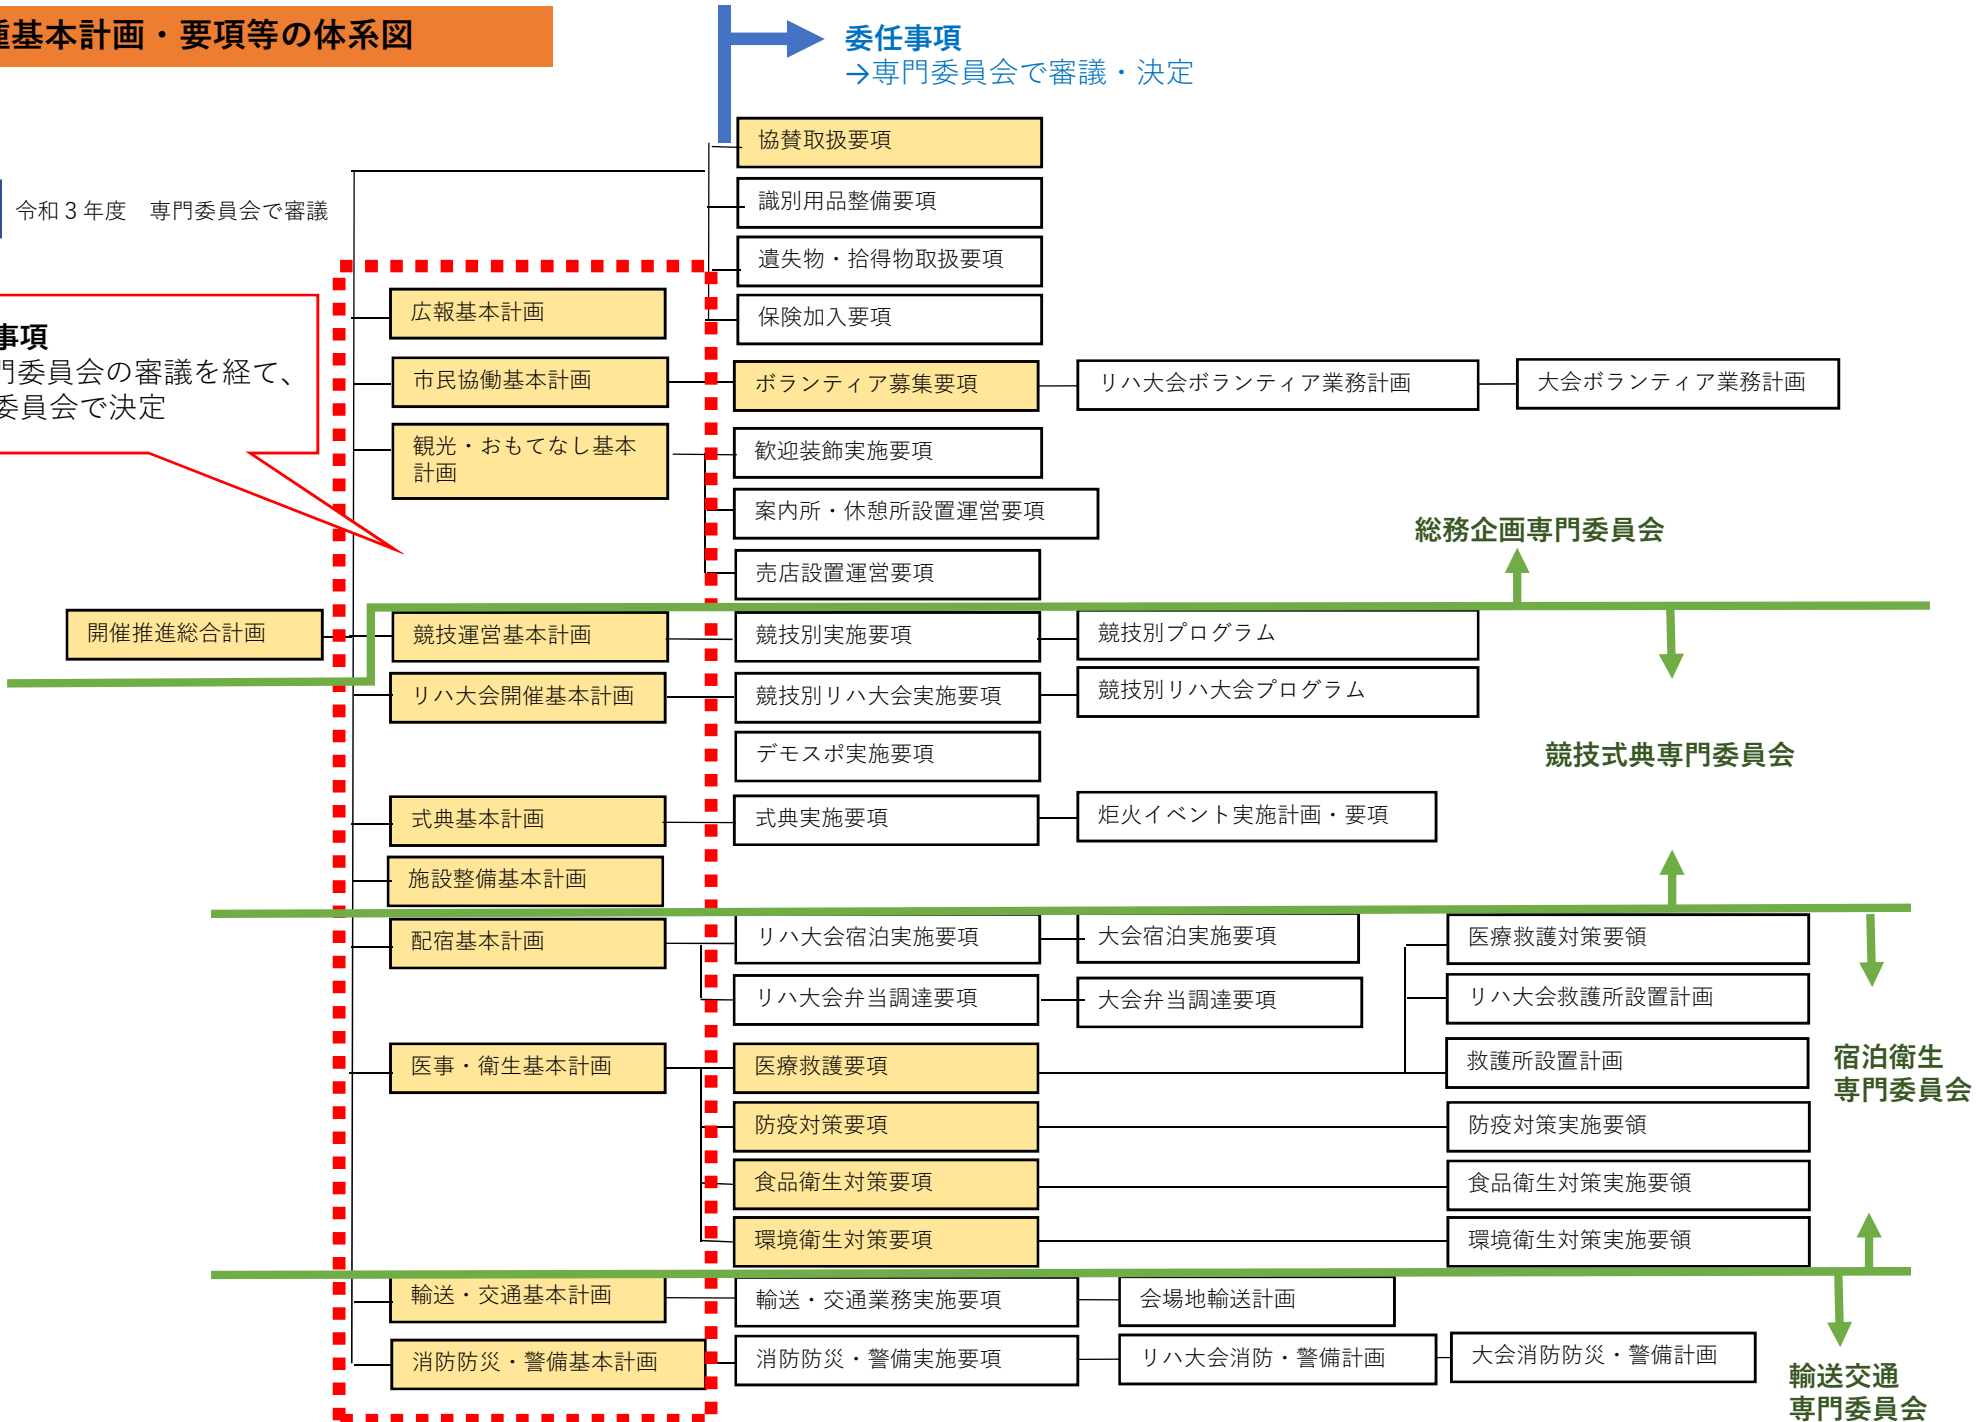 種基本計画・要項等の体系図
委任事項
→専門委員会で審議・決定
協賛取扱要項
令和３年度　専門委員会で審議
識別用品整備要項
遺失物・拾得物取扱要項
保険加入要項
広報基本計画
事項
門委員会の審議を経て、
委員会で決定
市民協働基本計画
ボランティア募集要項
リハ大会ボランティア業務計画
大会ボランティア業務計画
観光・おもてなし基本
計画
歓迎装飾実施要項
案内所・休憩所設置運営要項
売店設置運営要項
総務企画専門委員会
開催推進総合計画
競技運営基本計画
競技別実施要項
競技別プログラム
リハ大会開催基本計画
競技別リハ大会実施要項
競技別リハ大会プログラム
デモスポ実施要項
競技式典専門委員会
式典基本計画
式典実施要項
炬火イベント実施計画・要項
施設整備基本計画
配宿基本計画
リハ大会宿泊実施要項
大会宿泊実施要項
医療救護対策要領
リハ大会弁当調達要項
大会弁当調達要項
リハ大会救護所設置計画
医事・衛生基本計画
医療救護要項
救護所設置計画
宿泊衛生
専門委員会
防疫対策要項
防疫対策実施要領
食品衛生対策要項
食品衛生対策実施要領
環境衛生対策要項
環境衛生対策実施要領
輸送・交通基本計画
輸送・交通業務実施要項
会場地輸送計画
消防防災・警備基本計画
消防防災・警備実施要項
リハ大会消防・警備計画
大会消防防災・警備計画
輸送交通
専門委員会